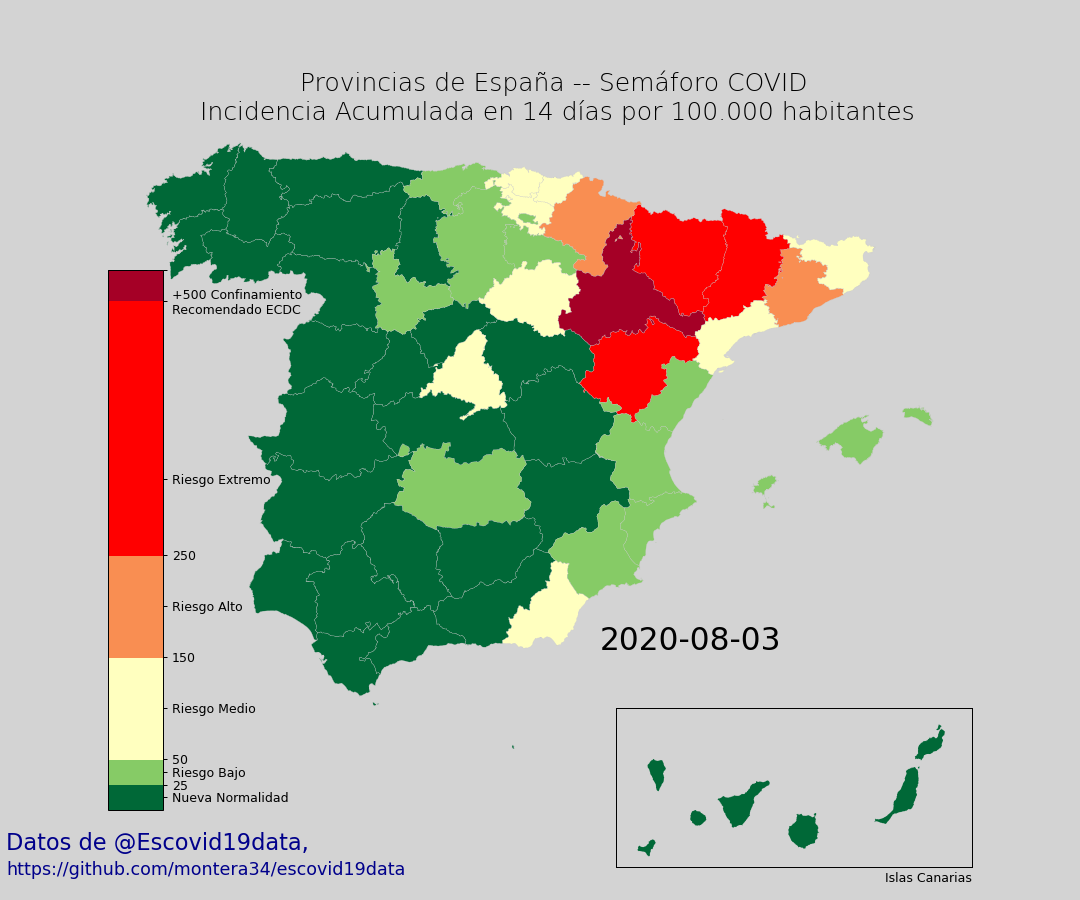 Provincias de España -- Semáforo COVID
Incidencia Acumulada en 14 días por 100.000 habitantes
+500 Confinamiento
Recomendado ECDC
Riesgo Extremo
250
Riesgo Alto
150
Riesgo Medio
50
Riesgo Bajo
25
Nueva Normalidad
2020-08-03
Islas Canarias
Datos de @Escovid19data,
https://github.com/montera34/escovid19data